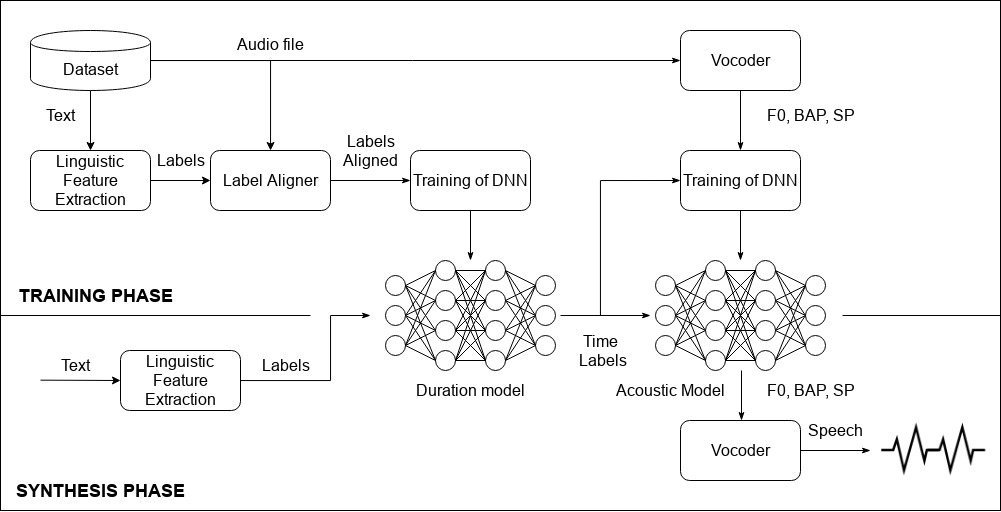 Audio file
Dataset
Vocoder
Text
F0, BAP, SP
Linguistic
Feature
Extraction
Labels
Label Aligner
Labels
Aligned
Training of DNN
Training of DNN
TRAINING PHASE
Time
Labels
Text
Linguistic
Feature
Extraction
Labels
Duration model
Acoustic Model
F0, BAP, SP
Vocoder
Speech
SYNTHESIS PHASE